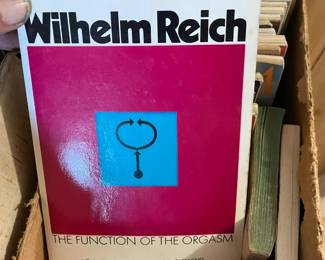 Wilhelm Reich
THE FUNCTION OF THE ORGASM